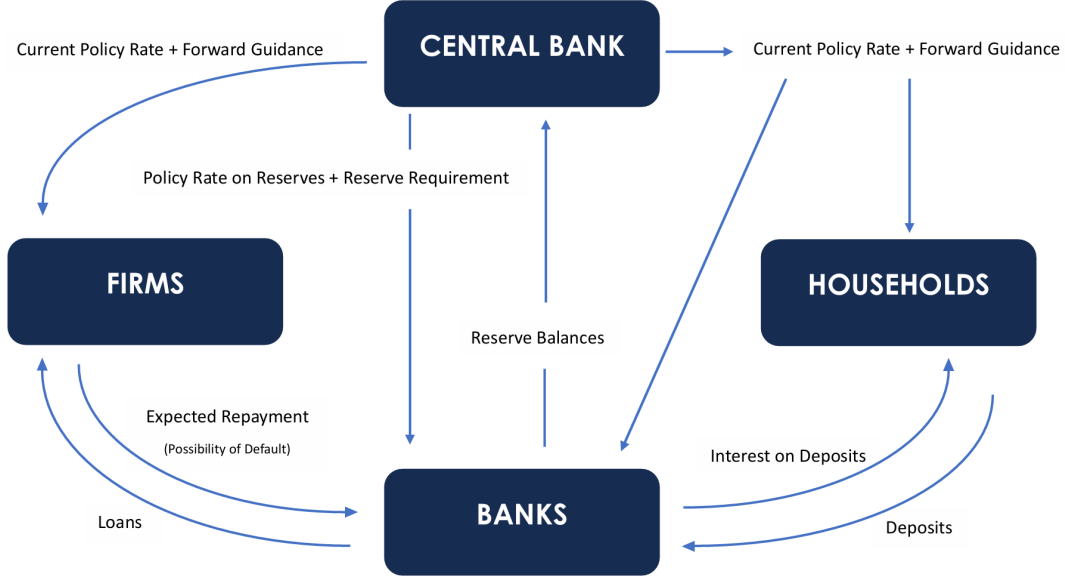 CENTRAL BANK
Current Policy Rate + Forward Guidance
Current Policy Rate + Forward Guidance
Policy Rate on Reserves + Reserve Requirement
FIRMS
HOUSEHOLDS
Reserve Balances
Expected Repayment
(Possibility of Default)
Interest on Deposits
Loans
BANKS
Deposits